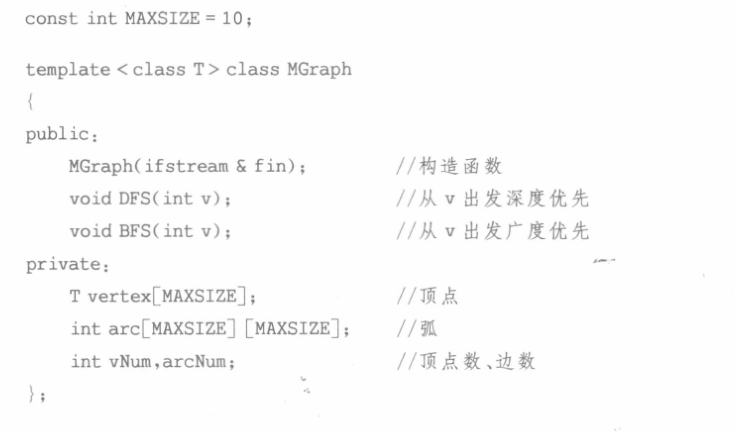 const int MAXSIZE = 10;
template <class T> class MGraph
{
public:
MGraph(ifstream & fin); //构造函数
void DFS(int v); //从 v 出发深度优先
void BFS(int v); //从 v 出发广度优先
private:
T vertex[MAXSIZE]; //顶点
int arc[MAXSIZE][MAXSIZE]; //弧
int vNum,arcNum; //顶点数、边数
};